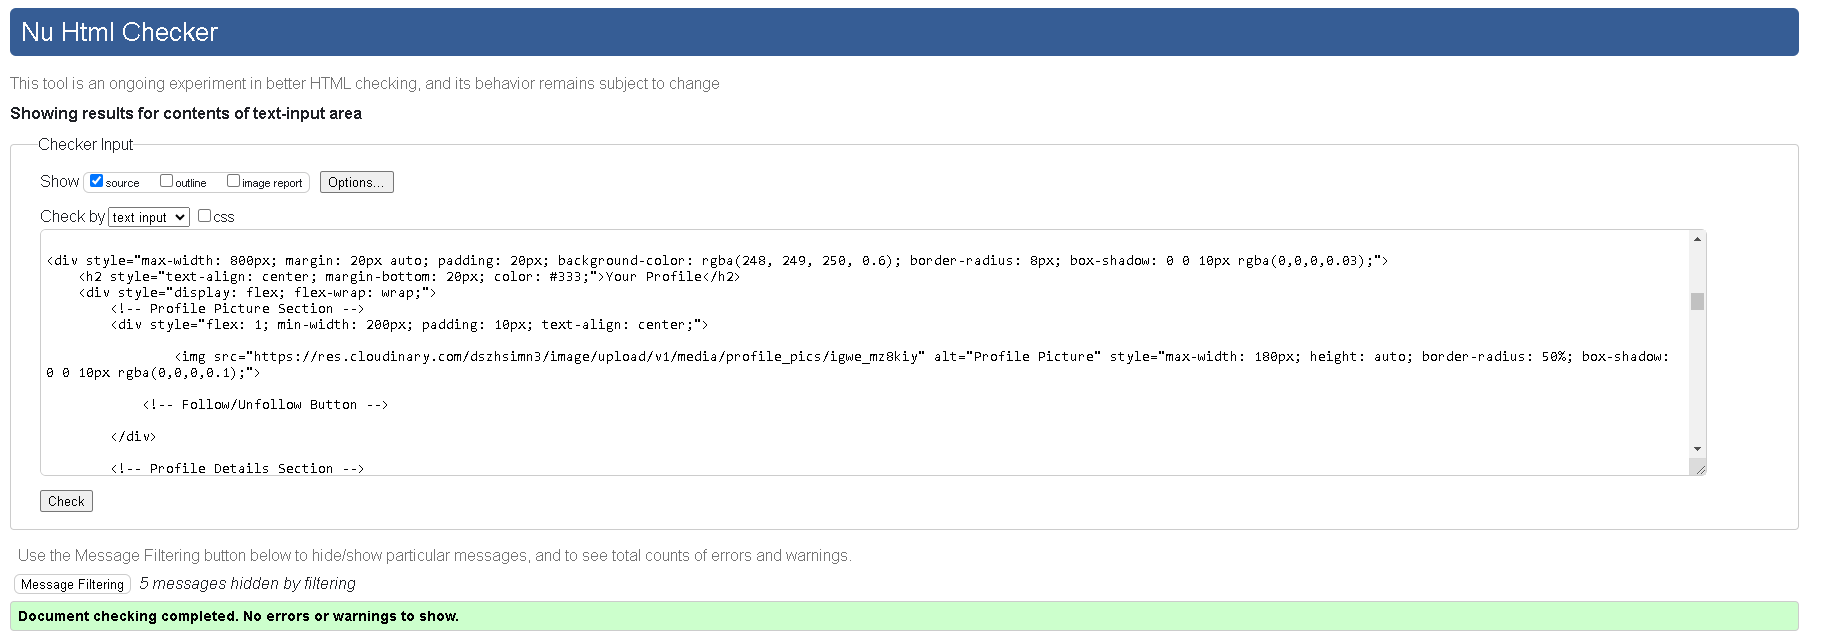 Nu Html Checker
This tool is an ongoing experiment in better HTML checking, and its behavior remains subject to change
Showing results for contents of text-input area
Checker Input
Show source outline image report Options...
Check by text input css
<div style="max-width: 800px; margin: 20px auto; padding: 20px; background-color: rgba(248, 249, 250, 0.6); border-radius: 8px; box-shadow: 0 0 10px rgba(0,0,0,0.03);">
<h2 style="text-align: center; margin-bottom: 20px; color: #333;">Your Profile</h2>
<div style="display: flex; flex-wrap: wrap;">
<!-- Profile Picture Section -->
<div style="flex: 1; min-width: 200px; padding: 10px; text-align: center;">
<img src="https://res.cloudinary.com/dszhsimn3/image/upload/v1/media/profile_pics/igwe_mz8kiy" alt="Profile Picture" style="max-width: 180px; height: auto; border-radius: 50%; box-shadow:
0 0 10px rgba(0,0,0,0.1);">
<!-- Follow/Unfollow Button -->
</div>
<!-- Profile Details Section -->
Check
Use the Message Filtering button below to hide/show particular messages, and to see total counts of errors and warnings.
Message Filtering 5 messages hidden by filtering
Document checking completed. No errors or warnings to show.